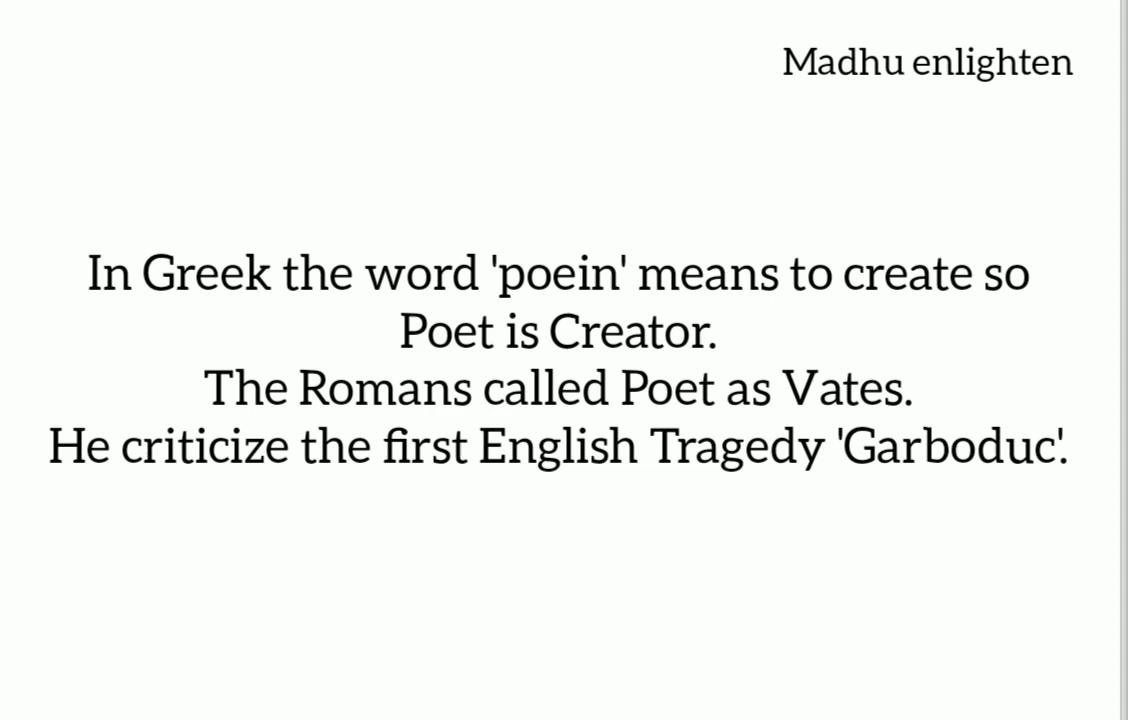 Madhu enlighten
In Greek the word 'poein' means to create so
Poet is Creator.
The Romans called Poet as Vates.
He criticize the first English Tragedy 'Garboduc'.